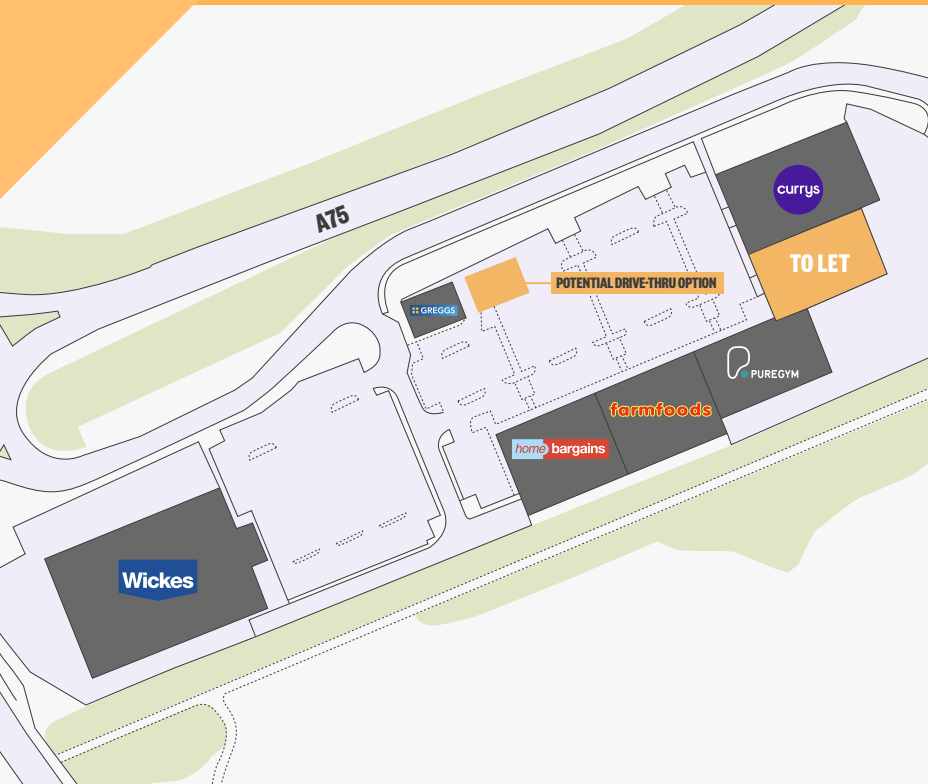 A75
currys
TO LET
POTENTIAL DRIVE-THRU OPTION
GREGGS
PUREGYM
farmfoods
home bargains
Wickes